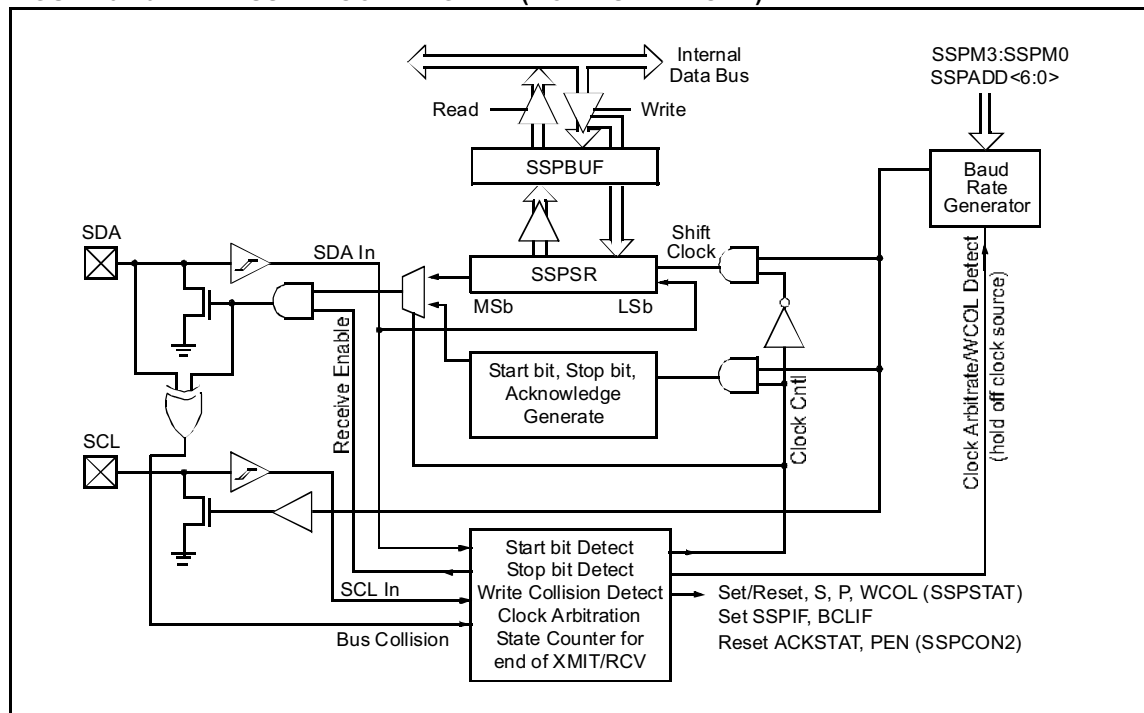 Internal
Data Bus
SSPM3:SSPM0
SSPADD<6:0>
Read
Write
SSPBUF
Baud
Rate
Generator
SDA
SDA In
Shift
Clock
SSPSR
MSb
LSb
Start bit, Stop bit,
Acknowledge
Generate
Receive Enable
Clock Cntl
Clock Arbitrate/WCOL Detect
(hold off clock source)
SCL
SCL In
Bus Collision
Start bit Detect
Stop bit Detect
Write Collision Detect
Clock Arbitration
State Counter for
end of XMIT/RCV
Set/Reset, S, P, WCOL (SSPSTAT)
Set SSPIF, BCLIF
Reset ACKSTAT, PEN (SSPCON2)